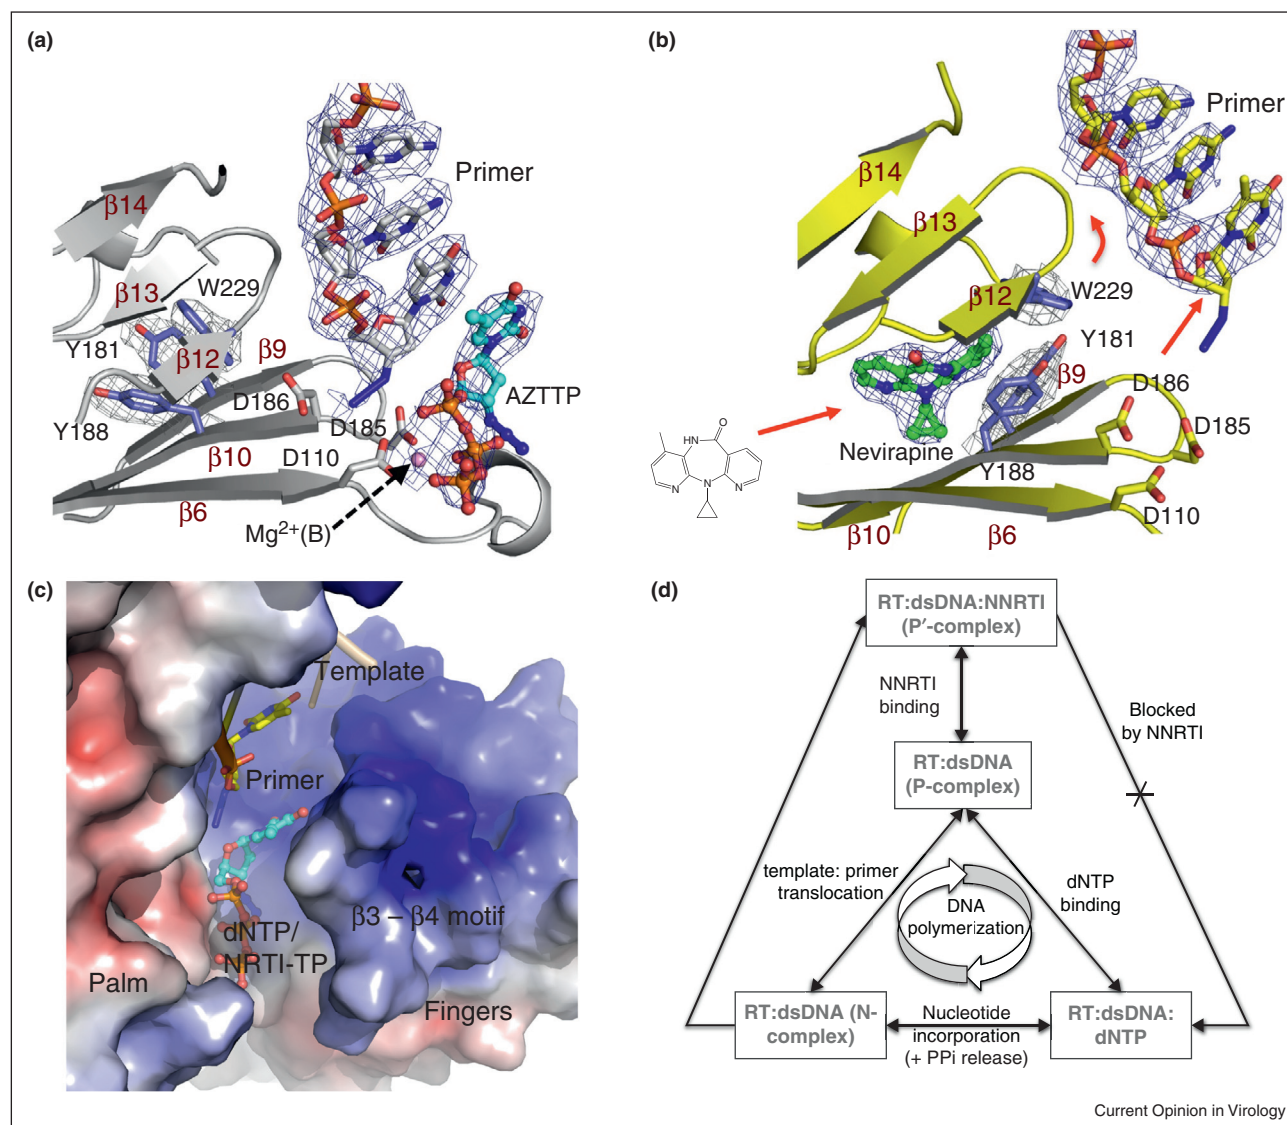 (a)
Primer
β14
β13
W229
Y181
β12
β9
AZTTP
D186
Y188
D185
β10
D110
β6
Mg²⁺(B)
(b)
Primer
β14
β13
β12
W229
Y181
β9
D186
D185
Nevirapine
Y188
D110
β10
β6
O
HN
N
N
N
(c)
Template
Primer
β3 – β4 motif
dNTP/
NRTI-TP
Palm
Fingers
(d)
RT:dsDNA:NNRTI
(P′-complex)
NNRTI
binding
Blocked
by NNRTI
RT:dsDNA
(P-complex)
template: primer
translocation
dNTP
binding
DNA
polymerization
RT:dsDNA (N-
complex)
Nucleotide
incorporation
(+ PPi release)
RT:dsDNA:
dNTP
Current Opinion in Virology